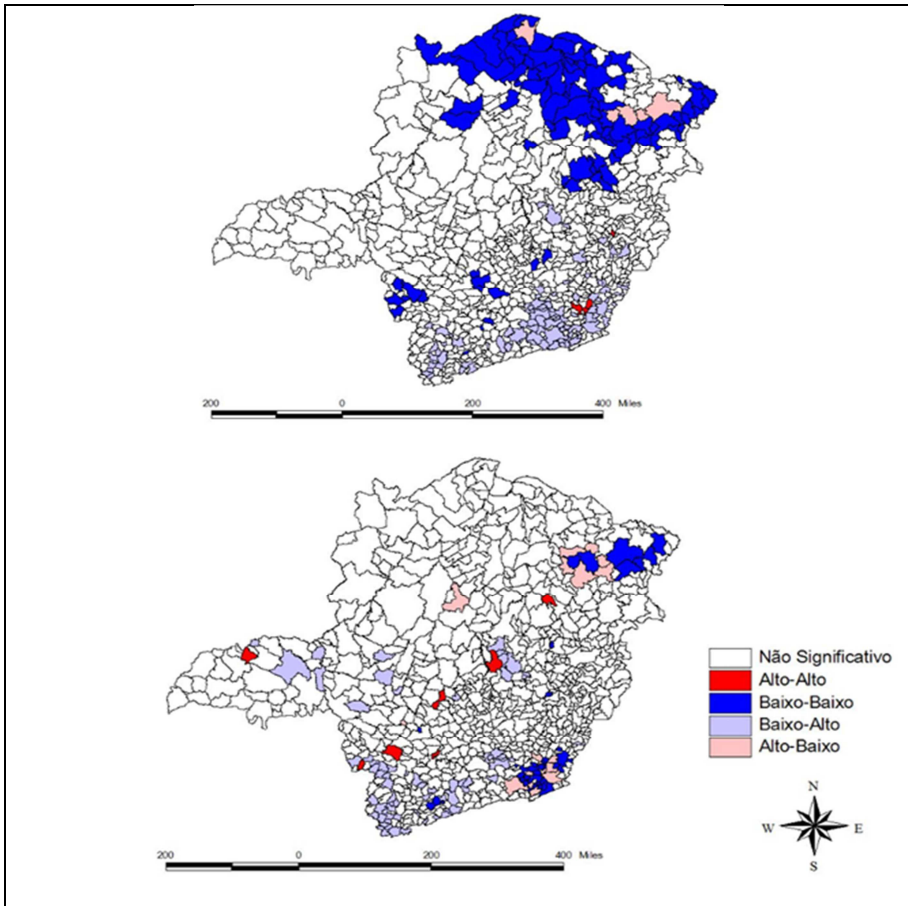 200 0 200 400 Miles
Não Significativo
Alto-Alto
Baixo-Baixo
Baixo-Alto
Alto-Baixo
N
W E
S
200 0 200 400 Miles